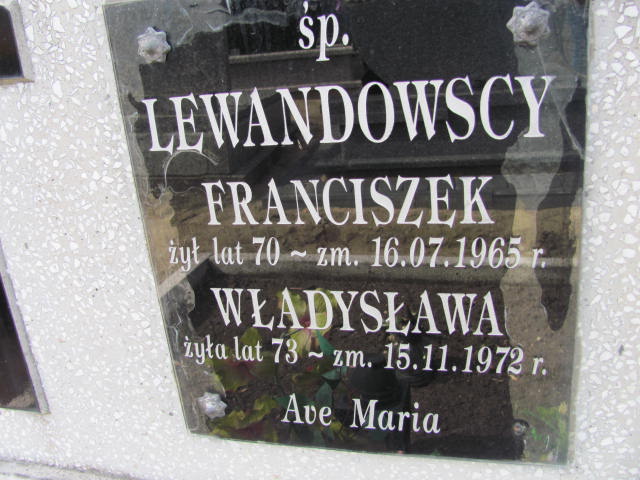 śp.
LEWANDOWSCY
FRANCISZEK
żył lat 70 ~ zm. 16.07.1965 r.
WŁADYSŁAWA
żyła lat 73 ~ zm. 15.11.1972 r.
Ave Maria